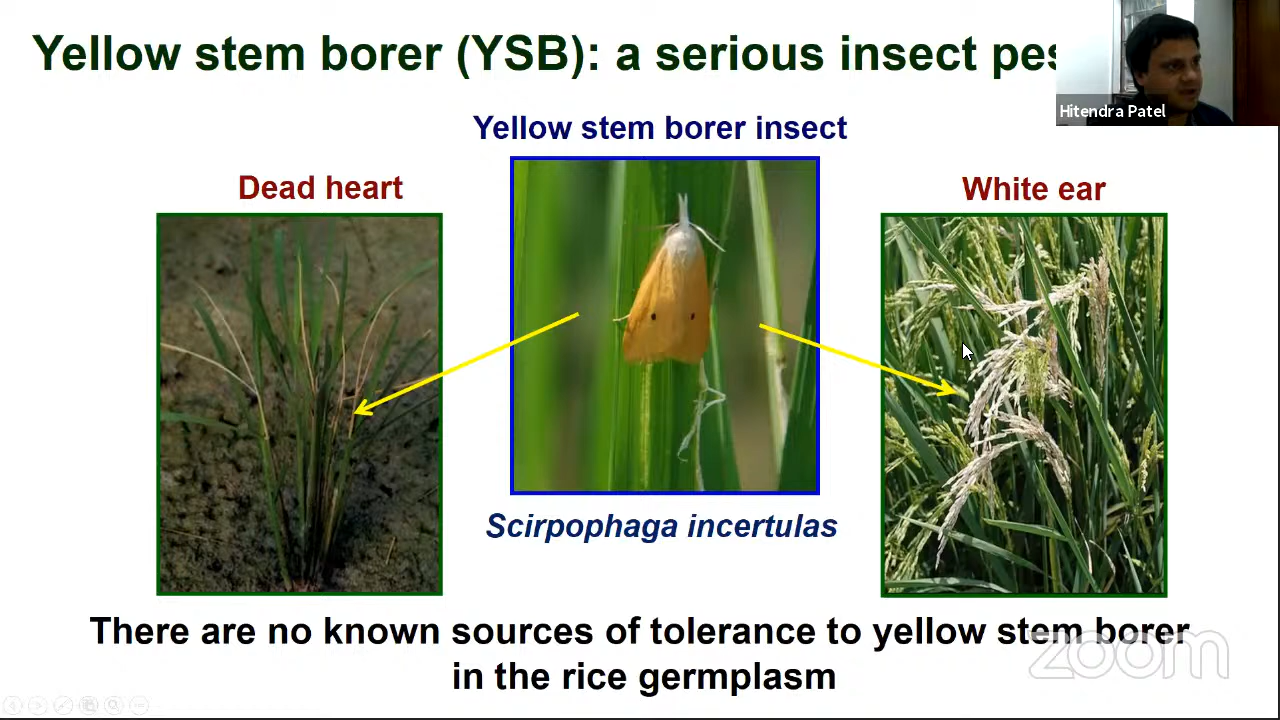 Yellow stem borer (YSB): a serious insect pes
Hitendra Patel
Yellow stem borer insect
Dead heart
White ear
Scirpophaga incertulas
There are no known sources of tolerance to yellow stem borer
in the rice germplasm
zoom